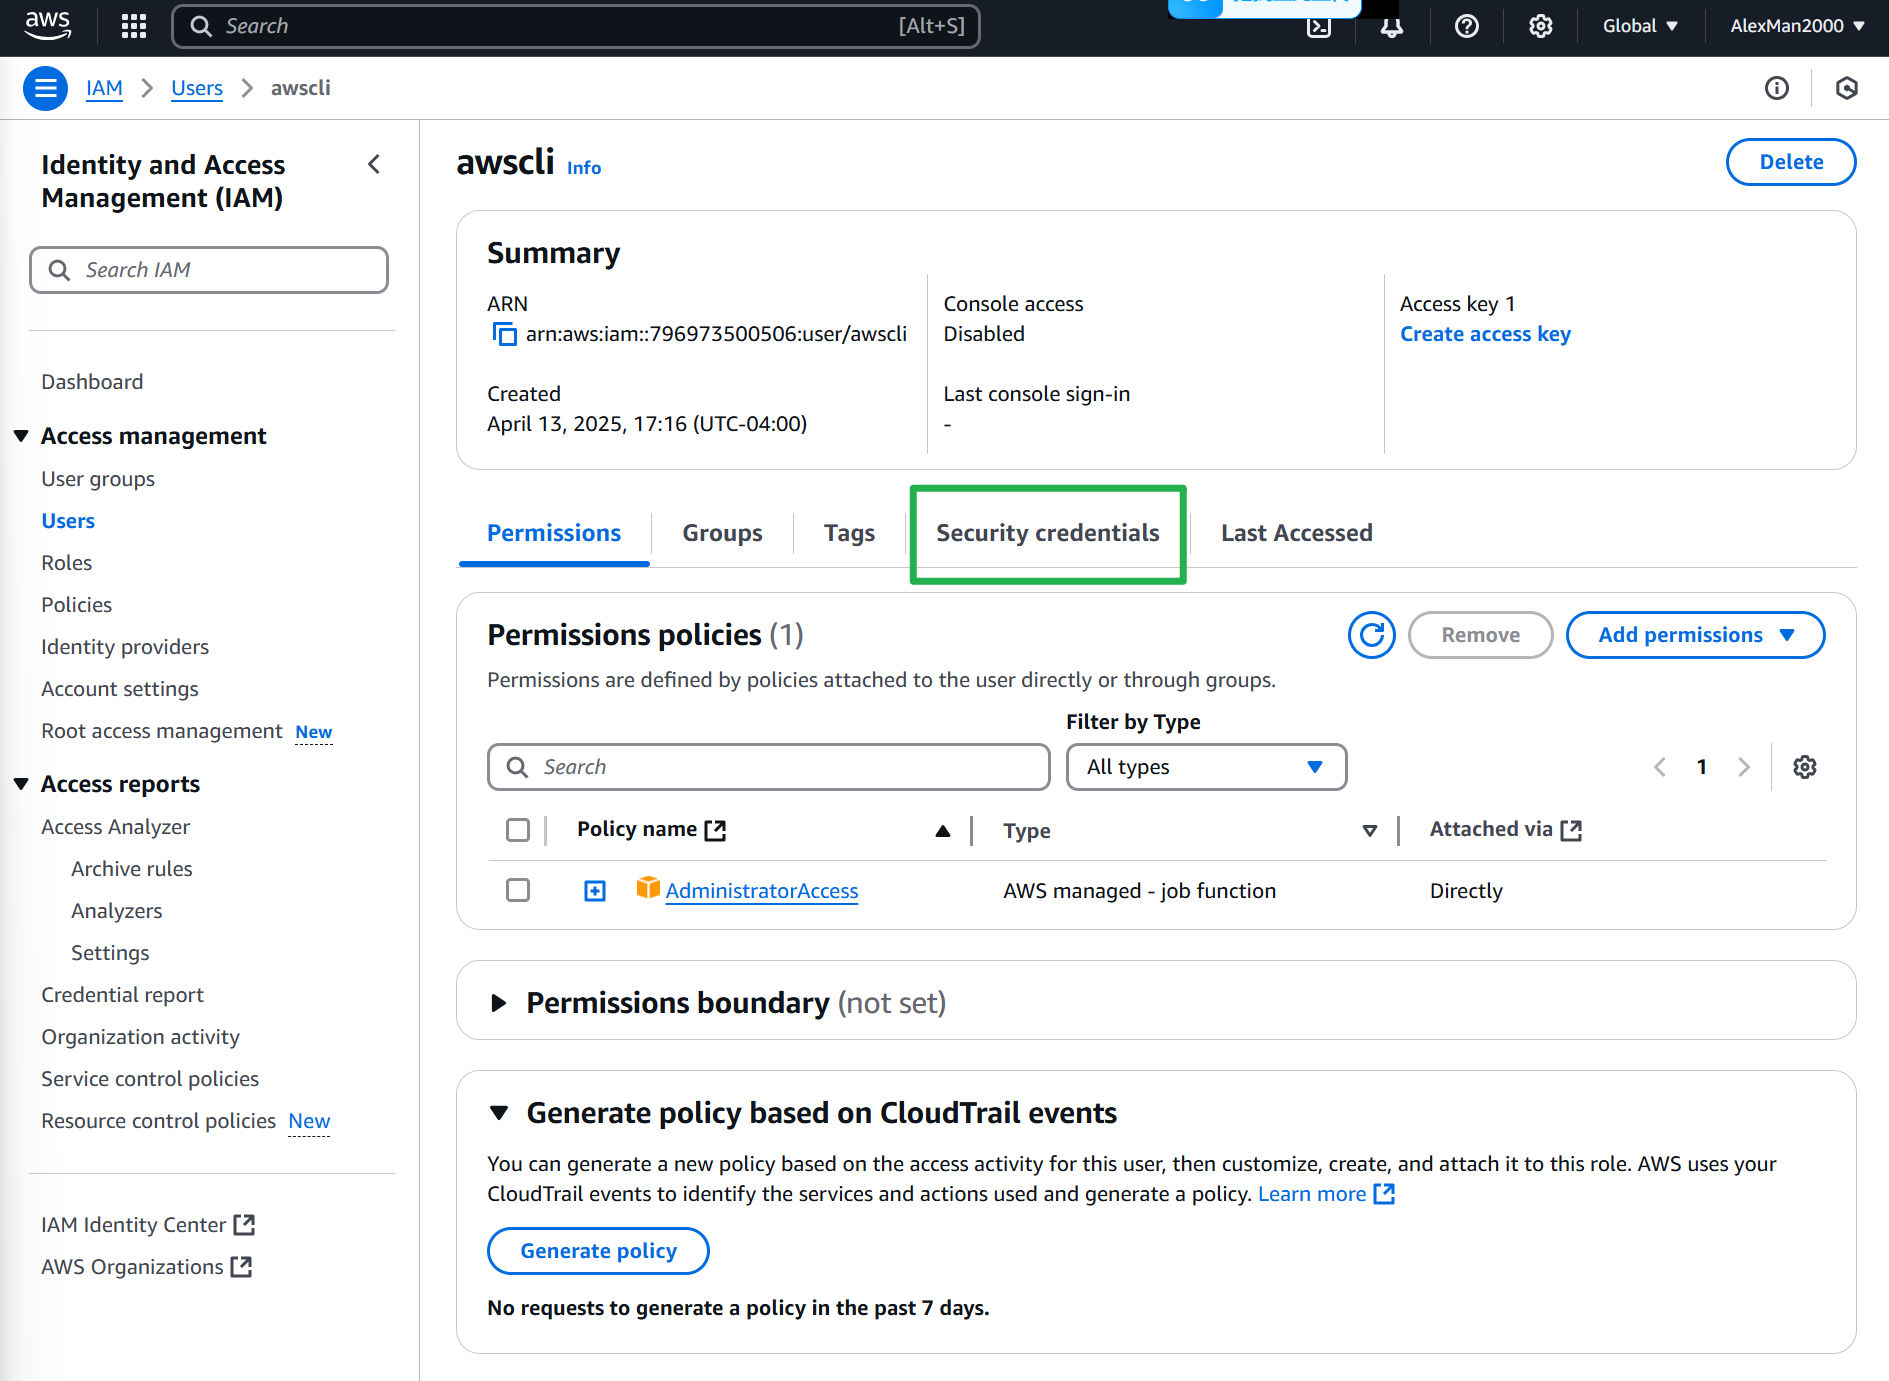 aws
Search
[Alt+S]
Global
AlexMan2000
IAM
Users
awscli
Identity and Access
Management (IAM)
Search IAM
Dashboard
Access management
User groups
Users
Roles
Policies
Identity providers
Account settings
Root access management New
Access reports
Access Analyzer
Archive rules
Analyzers
Settings
Credential report
Organization activity
Service control policies
Resource control policies New
IAM Identity Center
AWS Organizations
awscli Info
Delete
Summary
ARN
arn:aws:iam::796973500506:user/awscli
Created
April 13, 2025, 17:16 (UTC-04:00)
Console access
Disabled
Last console sign-in
-
Access key 1
Create access key
Permissions
Groups
Tags
Security credentials
Last Accessed
Permissions policies (1)
Remove
Add permissions
Permissions are defined by policies attached to the user directly or through groups.
Filter by Type
Search
All types
1
Policy name
Type
Attached via
AdministratorAccess
AWS managed - job function
Directly
Permissions boundary (not set)
Generate policy based on CloudTrail events
You can generate a new policy based on the access activity for this user, then customize, create, and attach it to this role. AWS uses your
CloudTrail events to identify the services and actions used and generate a policy. Learn more
Generate policy
No requests to generate a policy in the past 7 days.